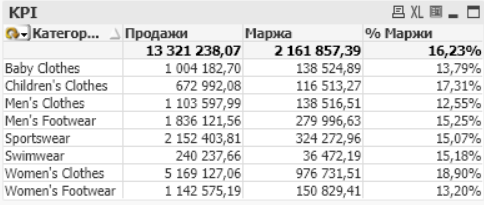 KPI XL
Категор... Продажи Маржа % Маржи
13 321 238,07 2 161 857,39 16,23%
Baby Clothes 1 004 182,70 138 524,89 13,79%
Children's Clothes 672 992,08 116 513,27 17,31%
Men's Clothes 1 103 597,99 138 516,51 12,55%
Men's Footwear 1 836 121,56 279 996,63 15,25%
Sportswear 2 152 403,81 324 272,96 15,07%
Swimwear 240 237,66 36 472,19 15,18%
Women's Clothes 5 169 127,06 976 731,51 18,90%
Women's Footwear 1 142 575,19 150 829,41 13,20%